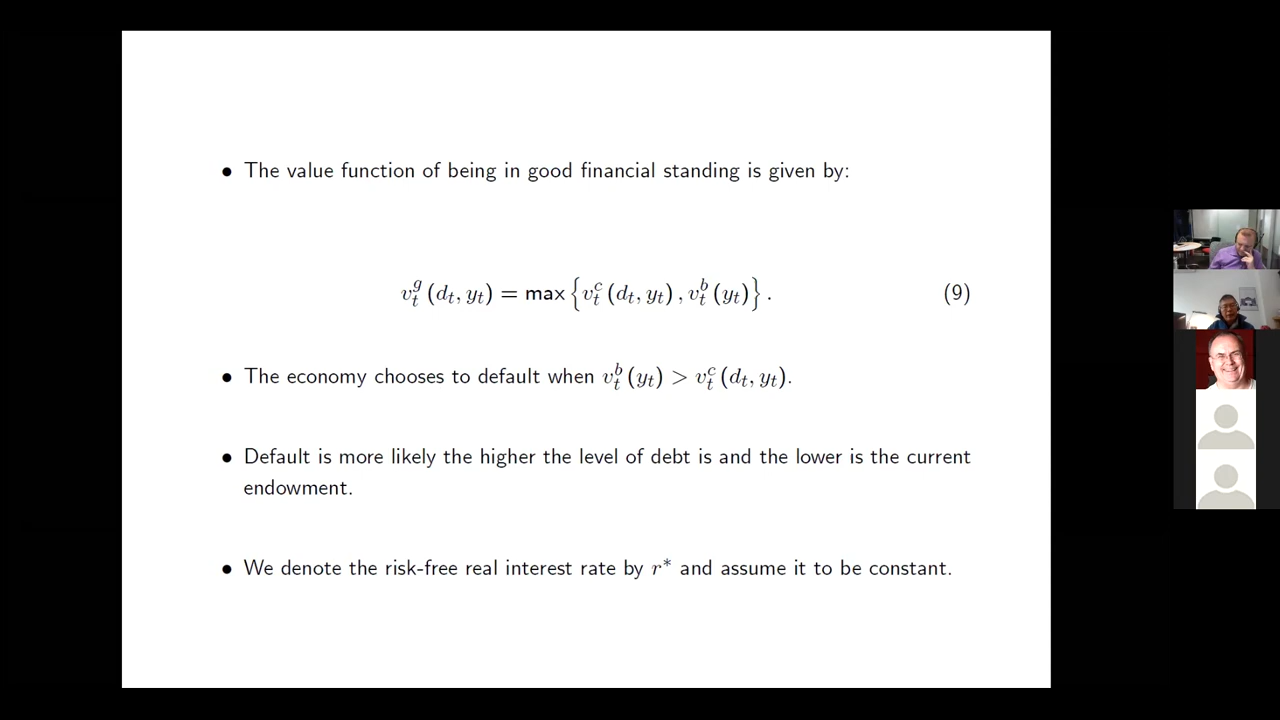 • The value function of being in good financial standing is given by:
v_t^g (d_t, y_t) = max {v_t^c (d_t, y_t) , v_t^b (y_t)} . (9)
• The economy chooses to default when v_t^b (y_t) > v_t^c (d_t, y_t).
• Default is more likely the higher the level of debt is and the lower is the current
endowment.
• We denote the risk-free real interest rate by r* and assume it to be constant.